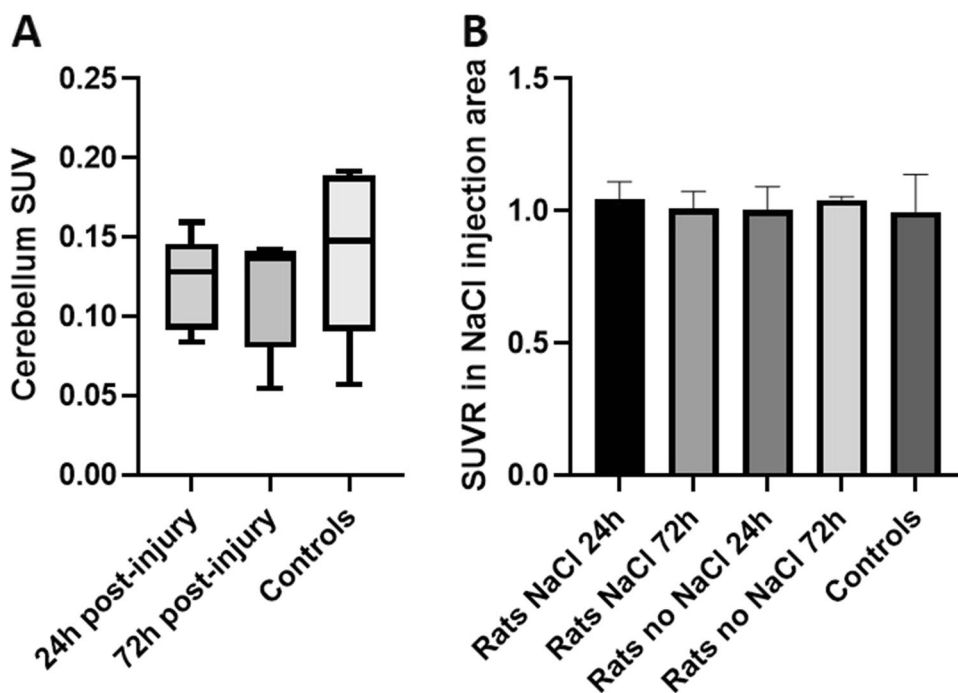 A
Cerebellum SUV
0.25
0.20
0.15
0.10
0.05
0.00
24h post-injury
72h post-injury
Controls
B
SUVR in NaCl injection area
1.5
1.0
0.5
0.0
Rats NaCl 24h
Rats NaCl 72h
Rats no NaCl 24h
Rats no NaCl 72h
Controls